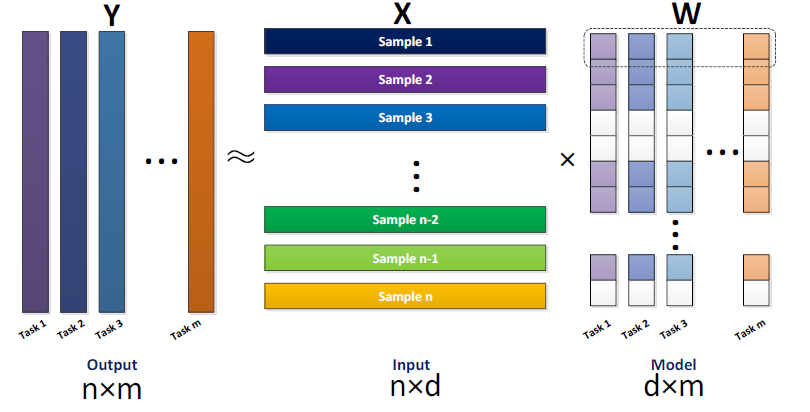 Y
X
W
Sample 1
Sample 2
Sample 3
Sample n-2
Sample n-1
Sample n
≈
×
Task 1
Task 2
Task 3
Task m
Task 1
Task 2
Task 3
Task m
Output
n×m
Input
n×d
Model
d×m